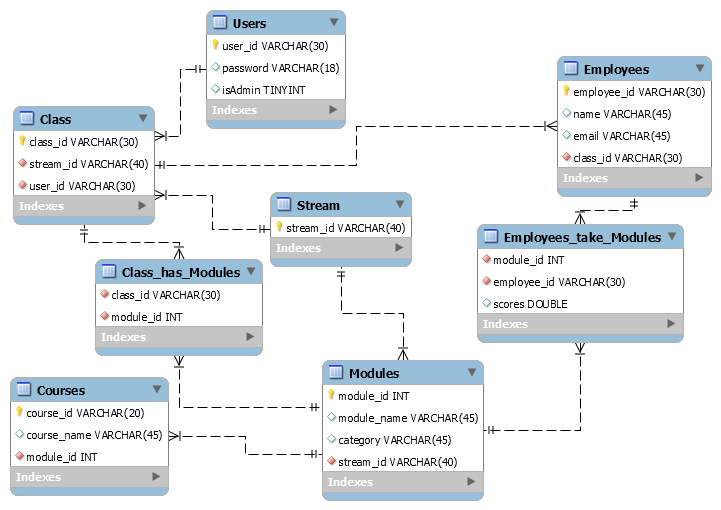 Users
user_id VARCHAR(30)
password VARCHAR(18)
isAdmin TINYINT
Indexes
Employees
employee_id VARCHAR(30)
name VARCHAR(45)
email VARCHAR(45)
class_id VARCHAR(30)
Indexes
Class
class_id VARCHAR(30)
stream_id VARCHAR(40)
user_id VARCHAR(30)
Indexes
Stream
stream_id VARCHAR(40)
Indexes
Employees_take_Modules
module_id INT
employee_id VARCHAR(30)
scores DOUBLE
Indexes
Class_has_Modules
class_id VARCHAR(30)
module_id INT
Indexes
Modules
module_id INT
module_name VARCHAR(45)
category VARCHAR(45)
stream_id VARCHAR(40)
Indexes
Courses
course_id VARCHAR(20)
course_name VARCHAR(45)
module_id INT
Indexes